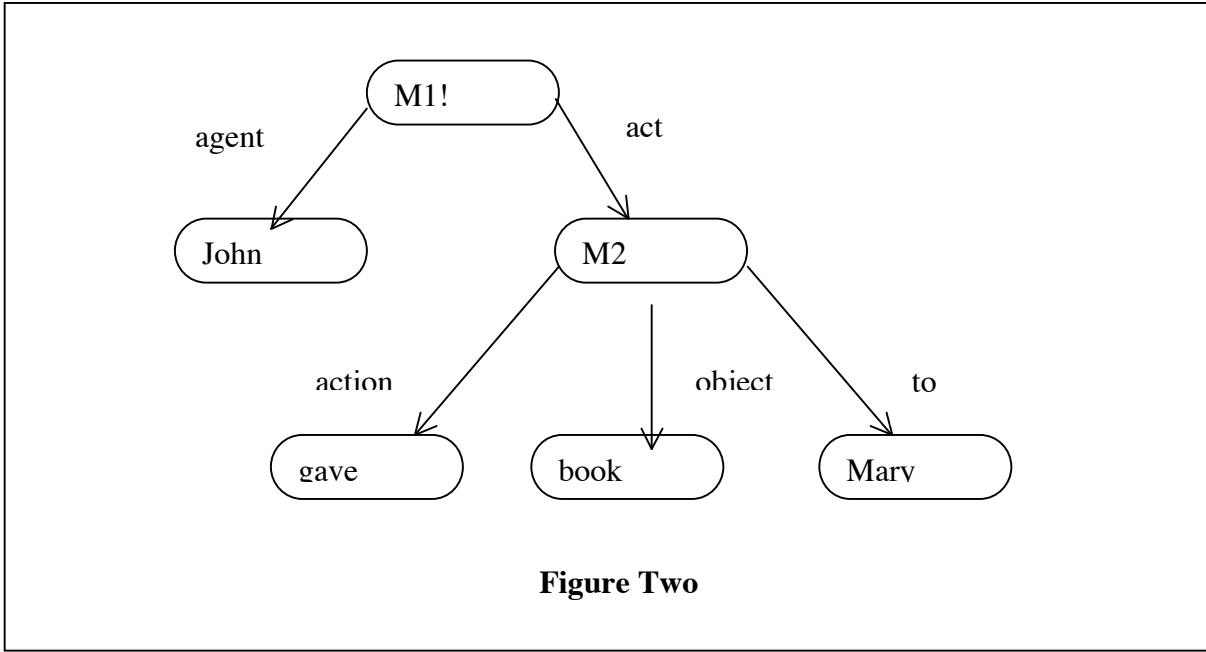 M1!
agent
act
John
M2
action
object
to
gave
book
Mary
Figure Two